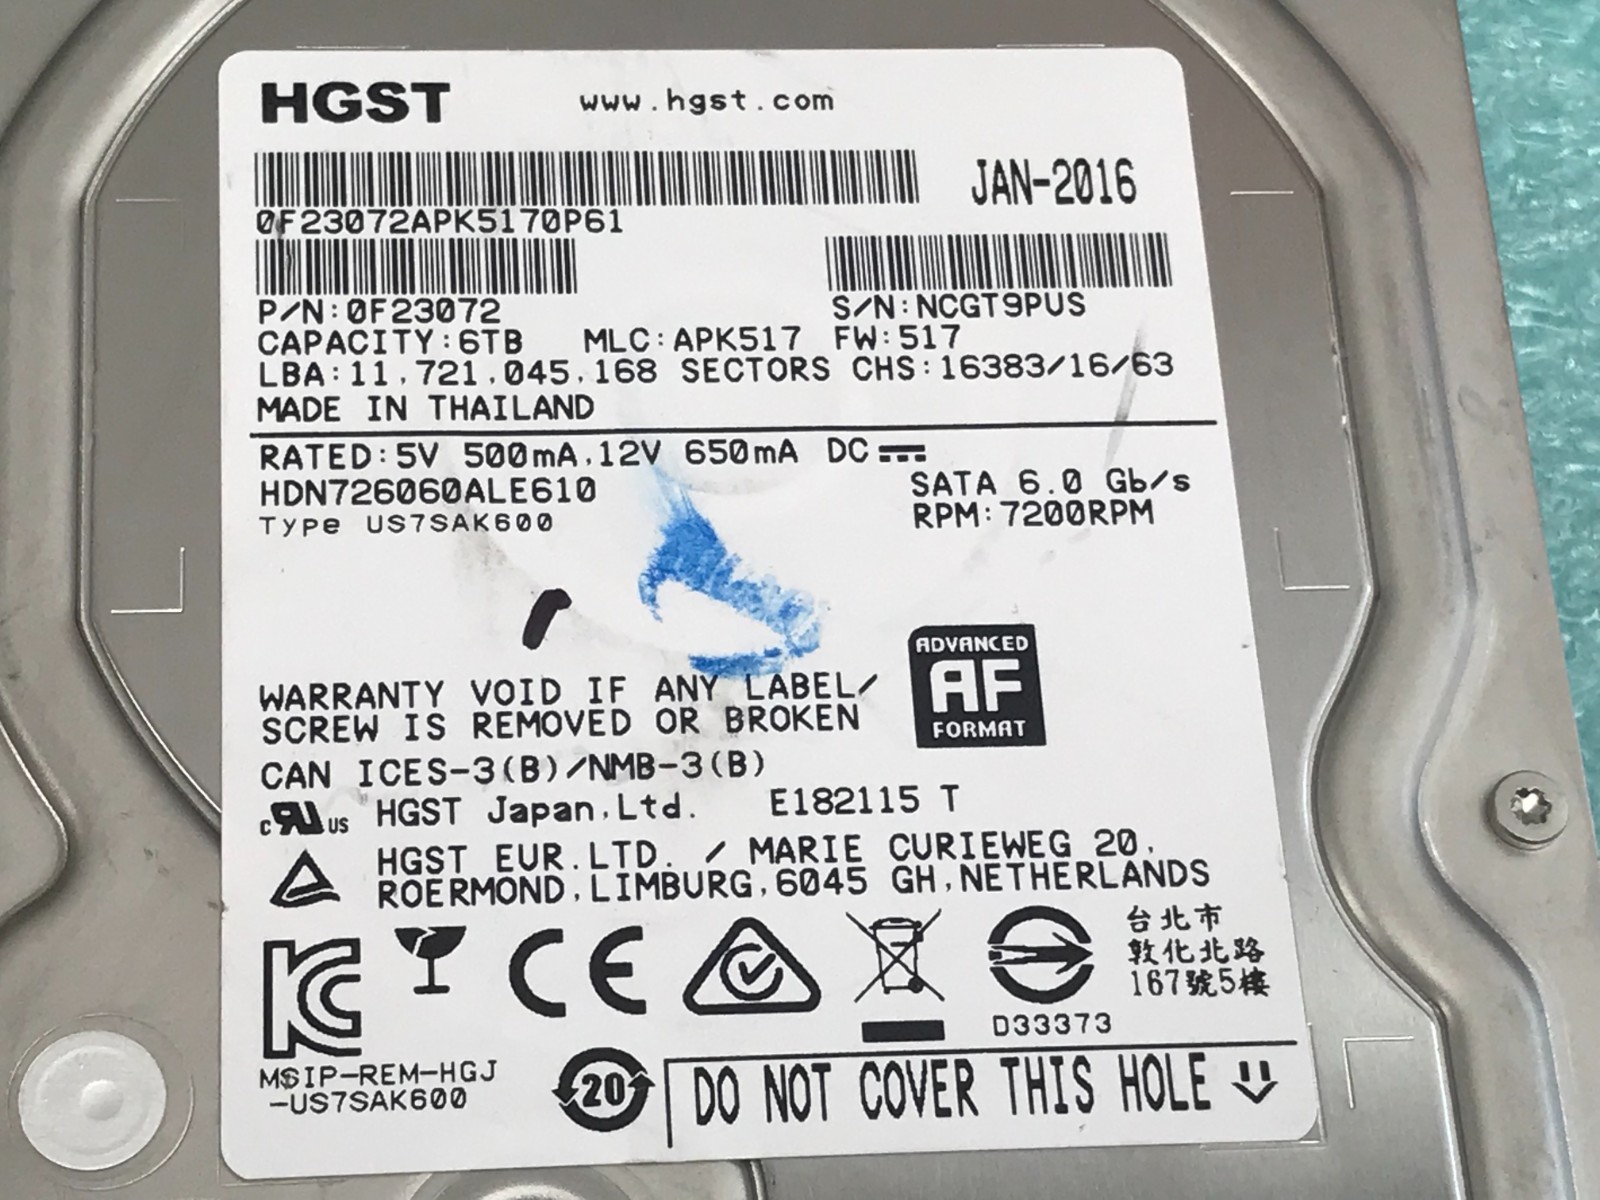 HGST www.hgst.com
JAN-2016
0F23072APK5170P61
P/N:0F23072 S/N:NCGT9PUS
CAPACITY:6TB MLC:APK517 FW:517
LBA:11,721,045,168 SECTORS CHS:16383/16/63
MADE IN THAILAND
RATED:5V 500mA,12V 650mA DC
HDN726060ALE610 SATA 6.0 Gb/s
Type US7SAK600 RPM:7200RPM
ADVANCED
AF
FORMAT
WARRANTY VOID IF ANY LABEL/
SCREW IS REMOVED OR BROKEN
CAN ICES-3(B)/NMB-3(B)
c RU US HGST Japan,Ltd. E182115 T
HGST EUR.LTD. / MARIE CURIEWEG 20,
ROERMOND,LIMBURG,6045 GH,NETHERLANDS
CE
台北市
敦化北路
167號5樓
D33373
MSIP-REM-HGJ
-US7SAK600
20
DO NOT COVER THIS HOLE